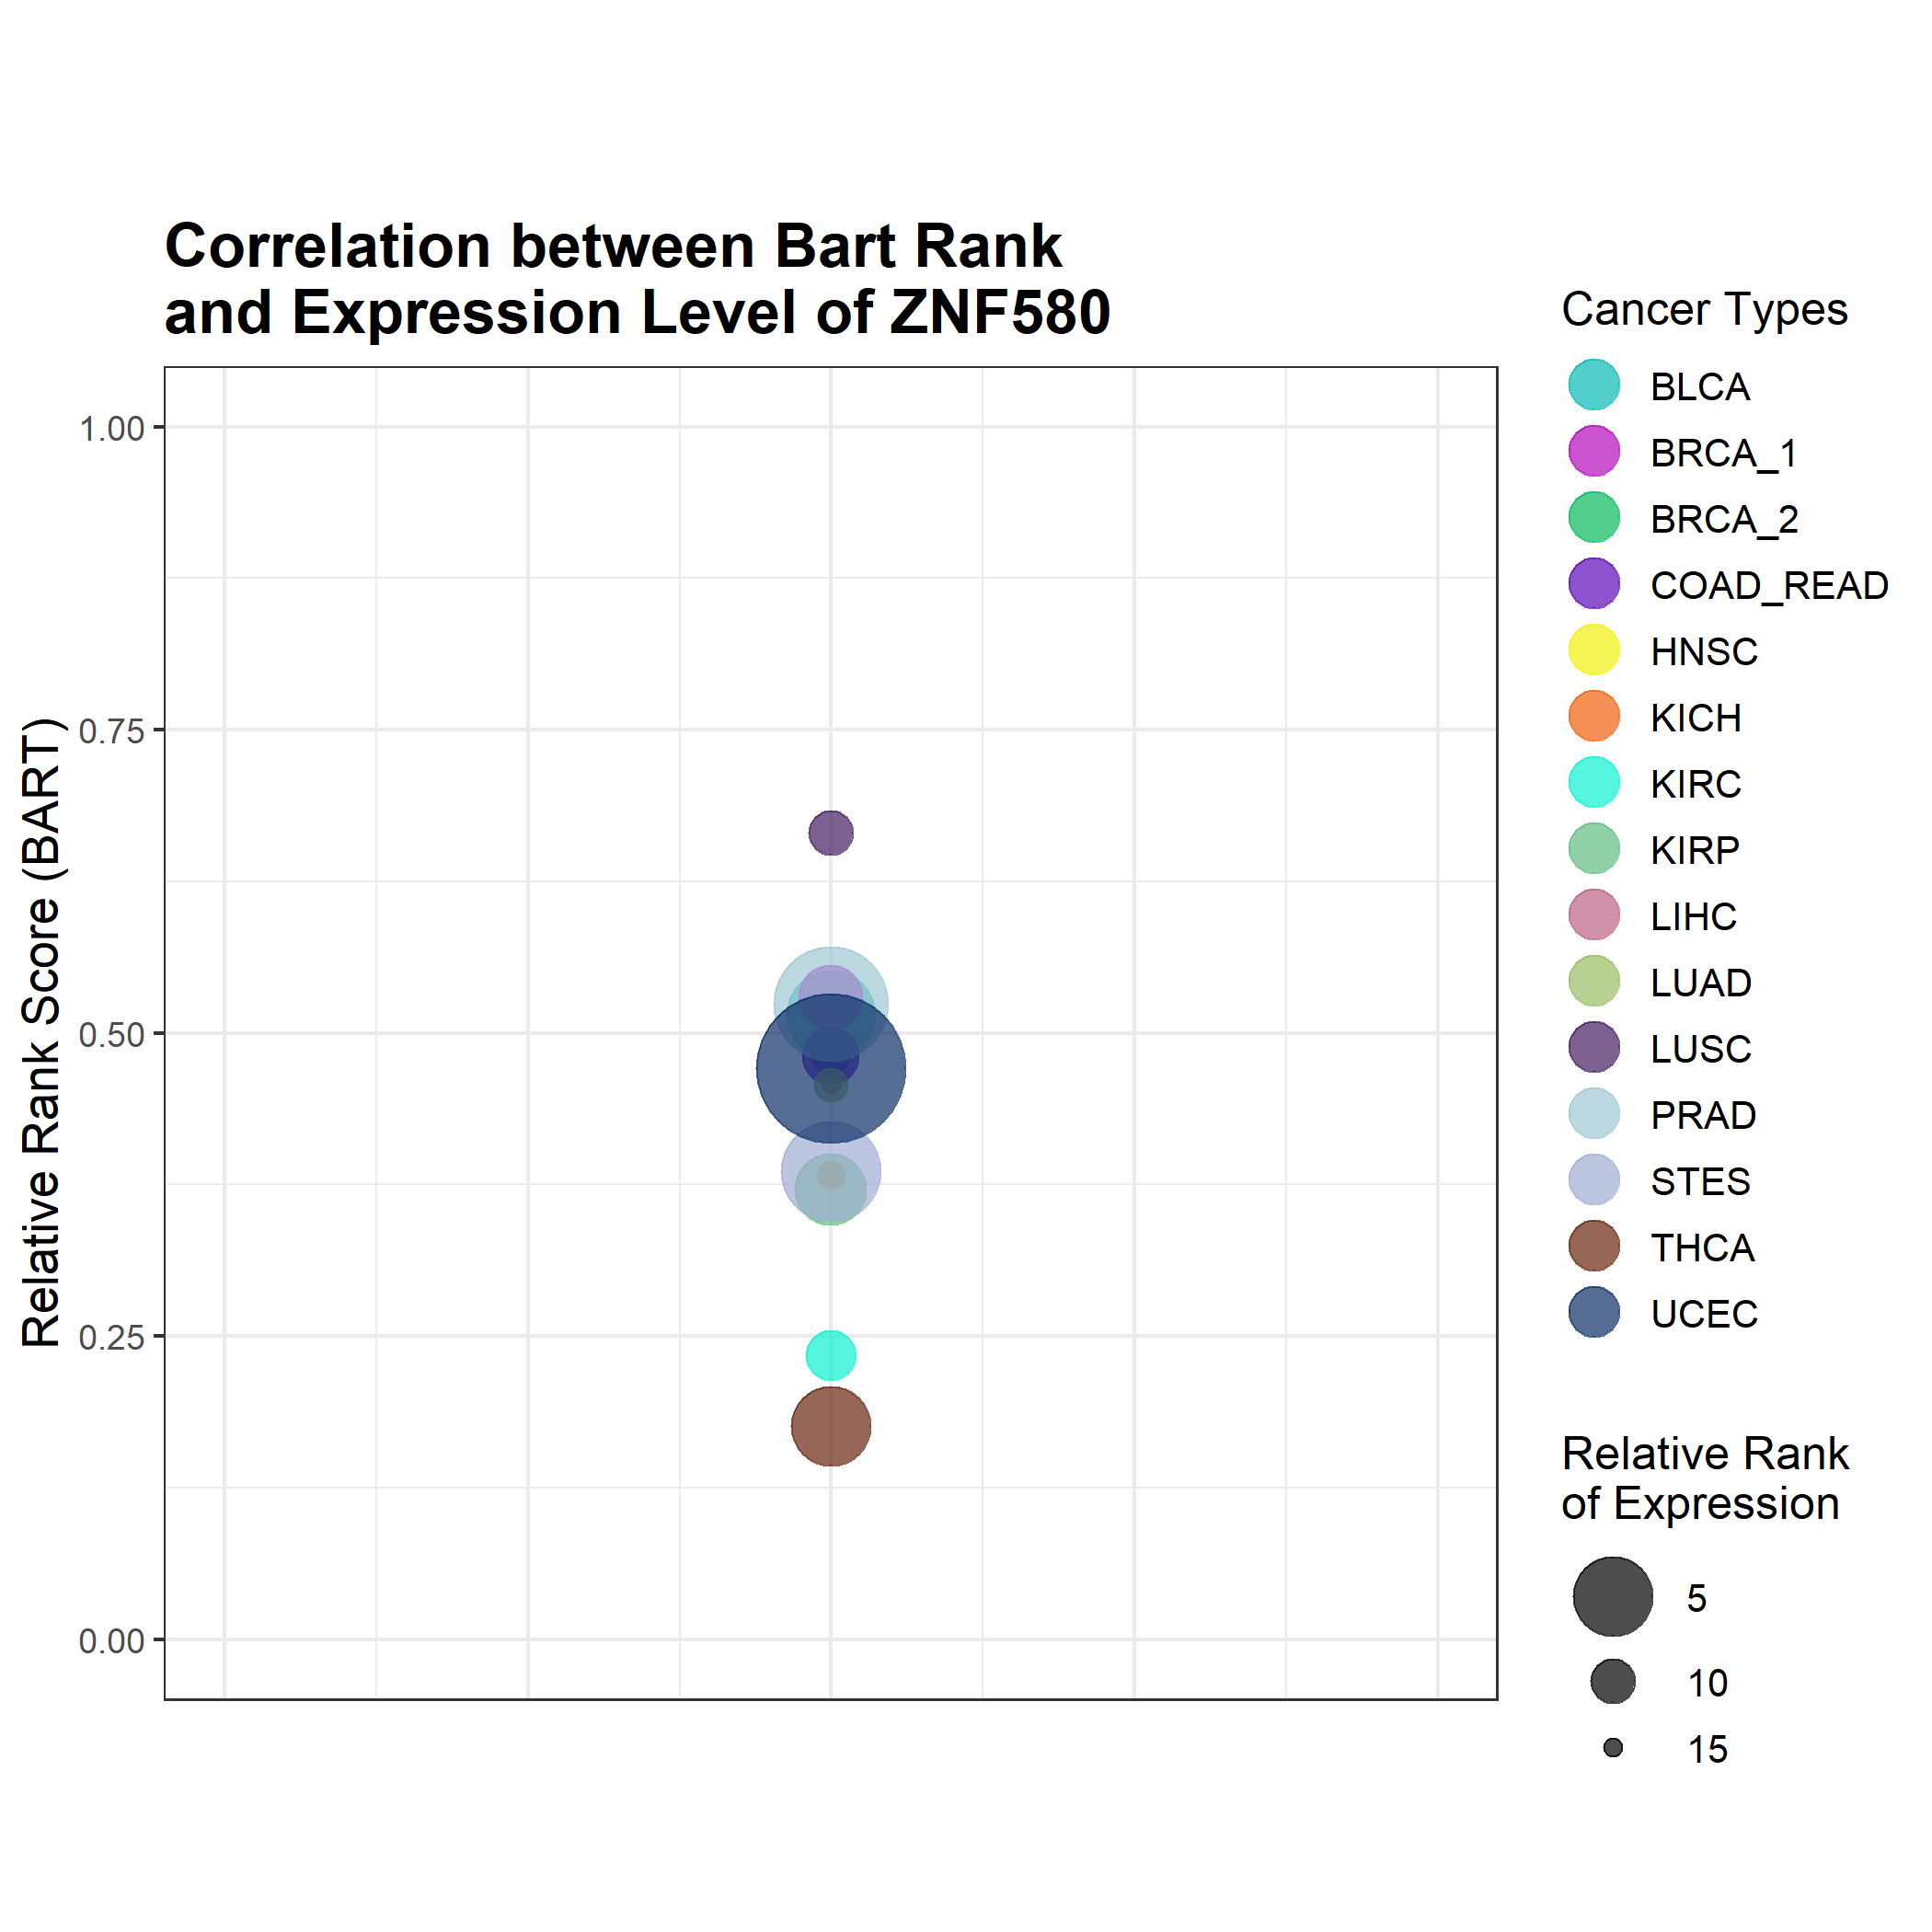 Correlation between Bart Rank
and Expression Level of ZNF580
Relative Rank Score (BART)
1.00
0.75
0.50
0.25
0.00
Cancer Types
BLCA
BRCA_1
BRCA_2
COAD_READ
HNSC
KICH
KIRC
KIRP
LIHC
LUAD
LUSC
PRAD
STES
THCA
UCEC
Relative Rank
of Expression
5
10
15